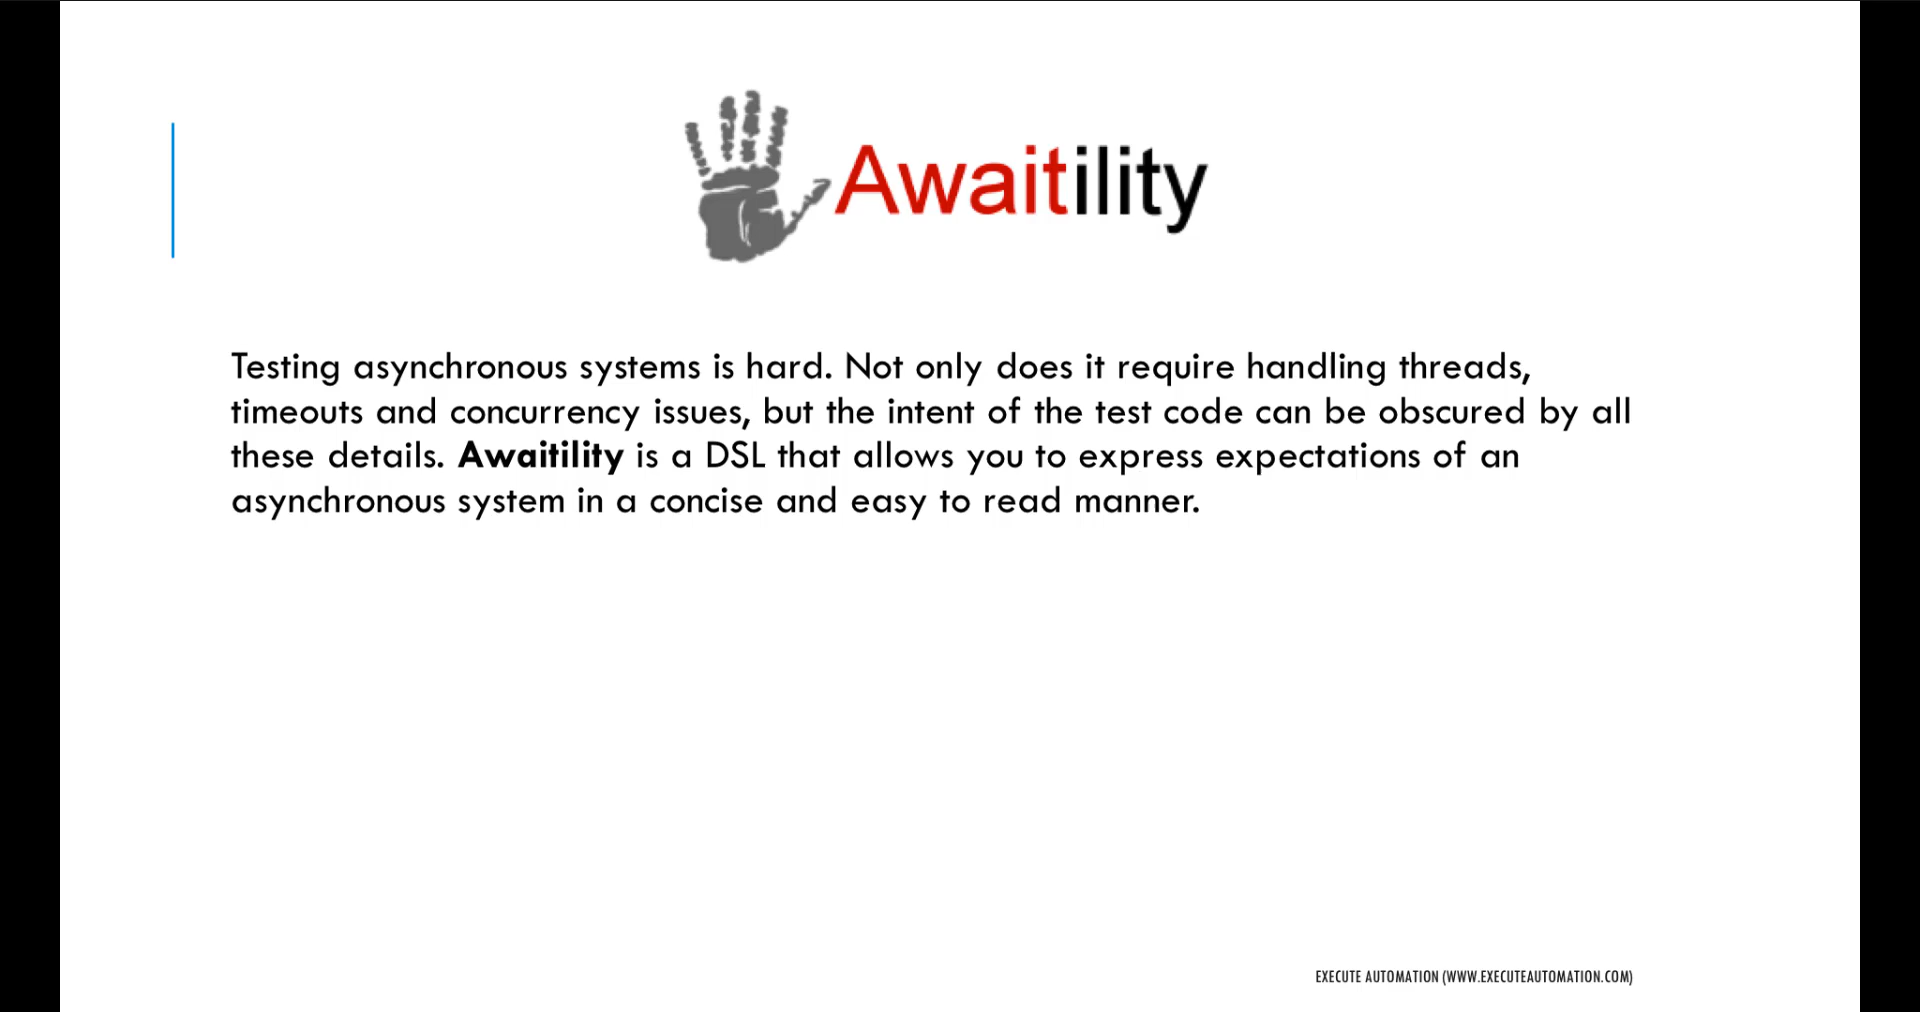 Awaitility
Testing asynchronous systems is hard. Not only does it require handling threads,
timeouts and concurrency issues, but the intent of the test code can be obscured by all
these details. Awaitility is a DSL that allows you to express expectations of an
asynchronous system in a concise and easy to read manner.
EXECUTE AUTOMATION (WWW.EXECUTEAUTOMATION.COM)